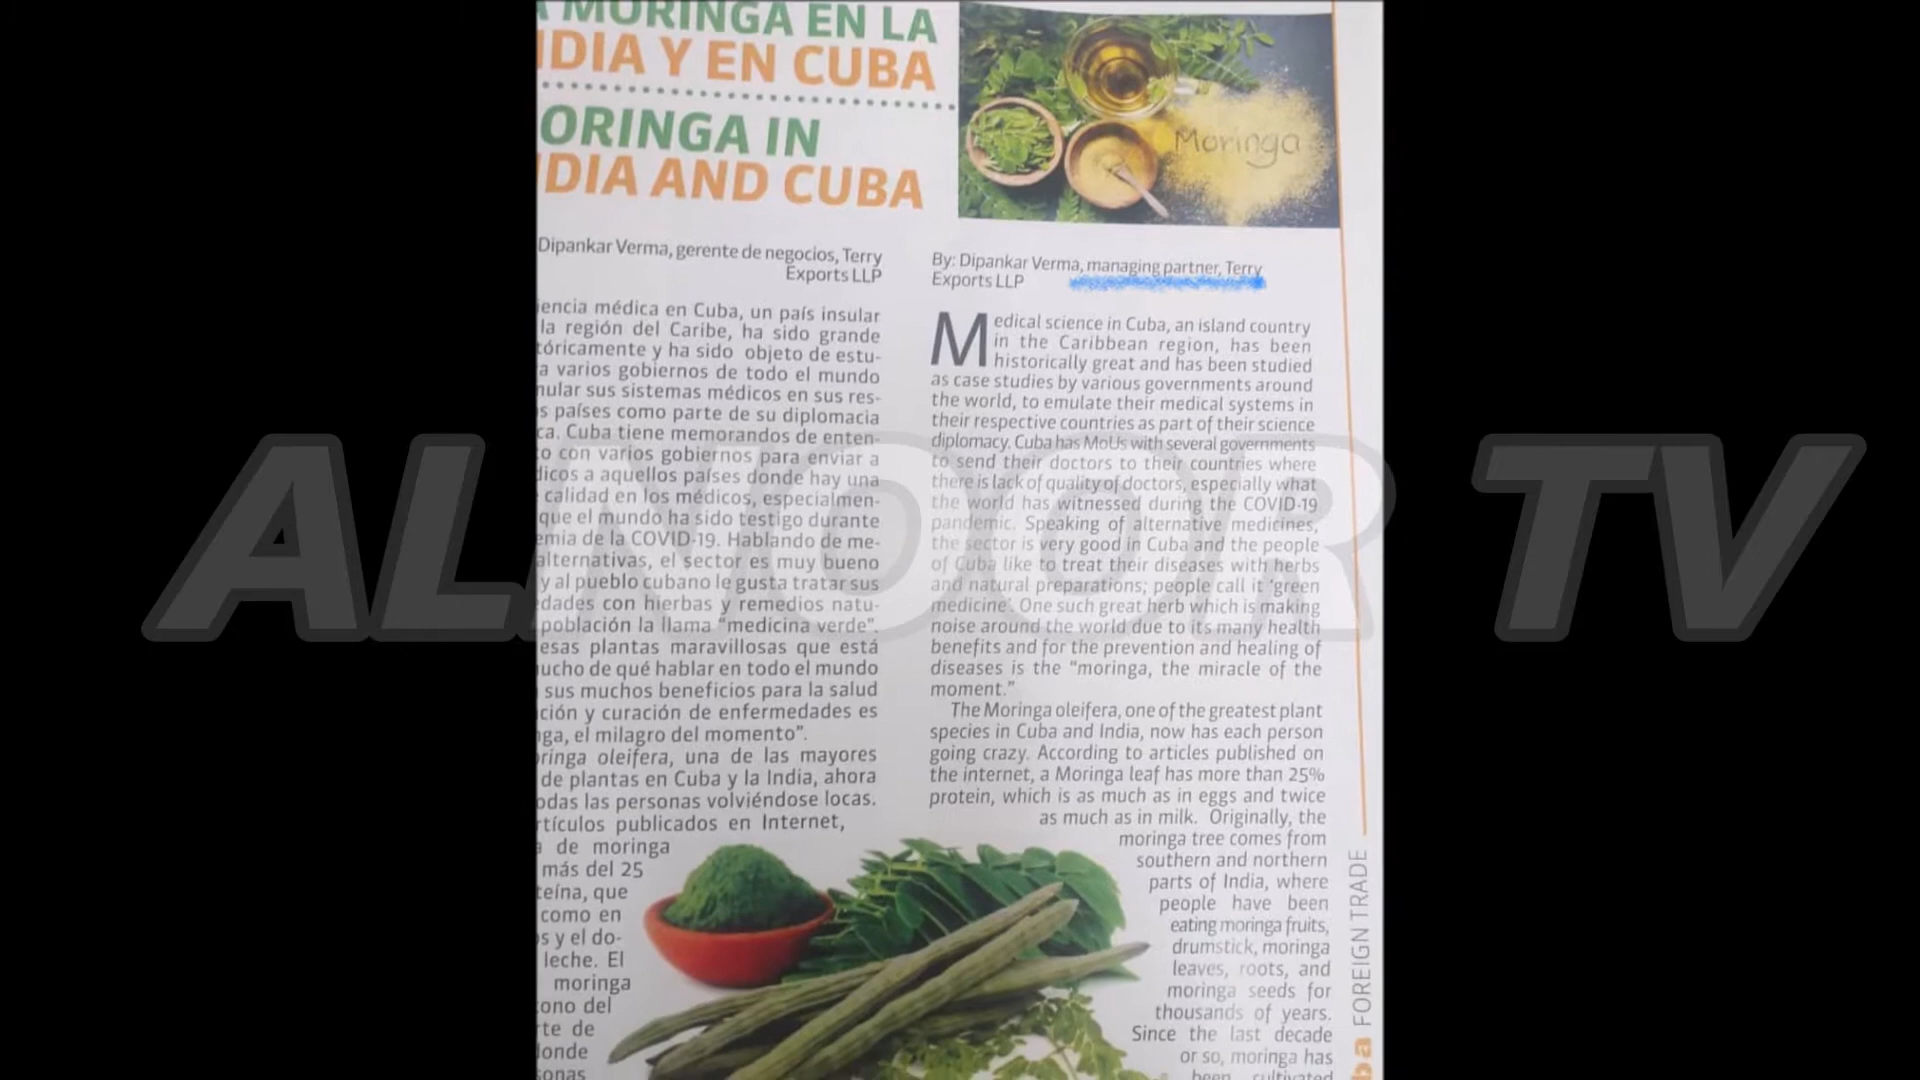 MORINGA EN LA
DIA Y EN CUBA
ORINGA IN
DIA AND CUBA
Moringa
Dipankar Verma, gerente de negocios, Terry
Exports LLP
iencia médica en Cuba, un país insular
la región del Caribe, ha sido grande
tóricamente y ha sido objeto de estu-
a varios gobiernos de todo el mundo
mular sus sistemas médicos en sus res-
s países como parte de su diplomacia
ca. Cuba tiene memorandos de enten-
o con varios gobiernos para enviar a
dicos a aquellos países donde hay una
calidad en los médicos, especialmen-
que el mundo ha sido testigo durante
emia de la COVID-19. Hablando de me-
alternativas, el sector es muy bueno
y al pueblo cubano le gusta tratar sus
edades con hierbas y remedios natu-
población la llama “medicina verde”.
esas plantas maravillosas que está
ucho de qué hablar en todo el mundo
sus muchos beneficios para la salud
ción y curación de enfermedades es
nga, el milagro del momento”.
oringa oleifera, una de las mayores
de plantas en Cuba y la India, ahora
odas las personas volviéndose locas.
rtículos publicados en Internet,
a de moringa
más del 25
teína, que
como en
s y el do-
leche. El
moringa
ono del
rte de
donde
sonas
By: Dipankar Verma, managing partner, Terry
Exports LLP
Medical science in Cuba, an island country
in the Caribbean region, has been
historically great and has been studied
as case studies by various governments around
the world, to emulate their medical systems in
their respective countries as part of their science
diplomacy. Cuba has MoUs with several governments
to send their doctors to their countries where
there is lack of quality of doctors, especially what
the world has witnessed during the COVID-19
pandemic. Speaking of alternative medicines,
the sector is very good in Cuba and the people
of Cuba like to treat their diseases with herbs
and natural preparations; people call it ‘green
medicine’. One such great herb which is making
noise around the world due to its many health
benefits and for the prevention and healing of
diseases is the “moringa, the miracle of the
moment.”
The Moringa oleifera, one of the greatest plant
species in Cuba and India, now has each person
going crazy. According to articles published on
the internet, a Moringa leaf has more than 25%
protein, which is as much as in eggs and twice
as much as in milk. Originally, the
moringa tree comes from
southern and northern
parts of India, where
people have been
eating moringa fruits,
drumstick, moringa
leaves, roots, and
moringa seeds for
thousands of years.
Since the last decade
or so, moringa has
been cultivated
ba FOREIGN TRADE
ALNOOR TV